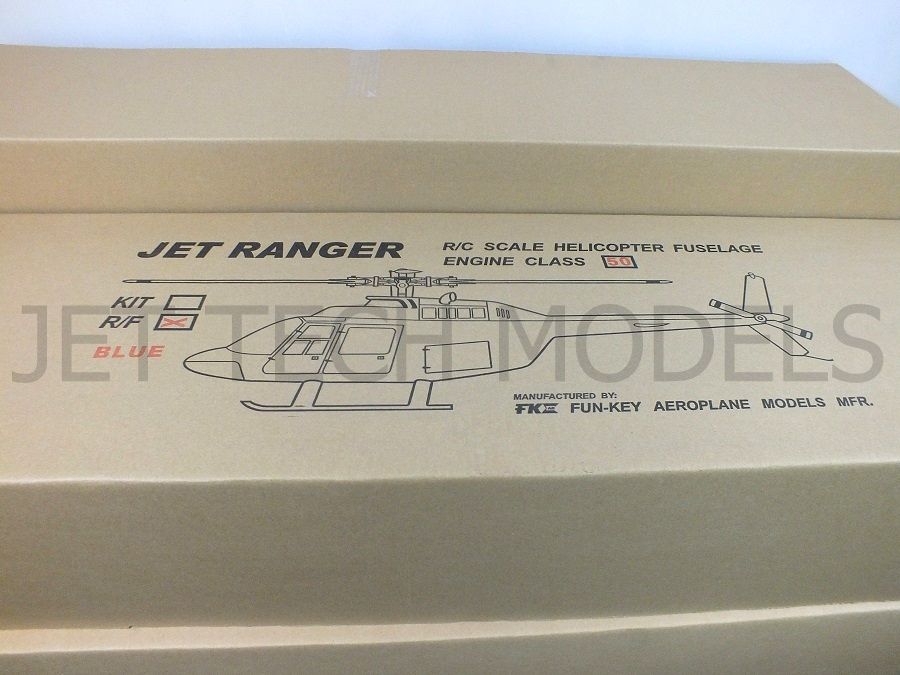 JET RANGER
R/C SCALE HELICOPTER FUSELAGE
ENGINE CLASS 50
KIT
R/F
BLUE
JET TECH MODELS
MANUFACTURED BY:
FUN-KEY AEROPLANE MODELS MFR.